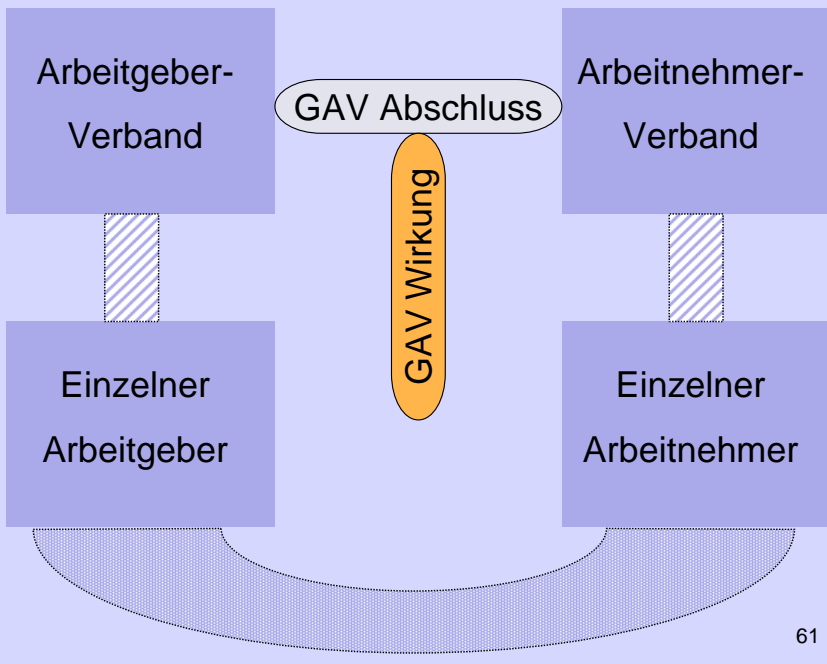 Arbeitgeber-
Verband
GAV Abschluss
Arbeitnehmer-
Verband
GAV Wirkung
Einzelner
Arbeitgeber
Einzelner
Arbeitnehmer
61